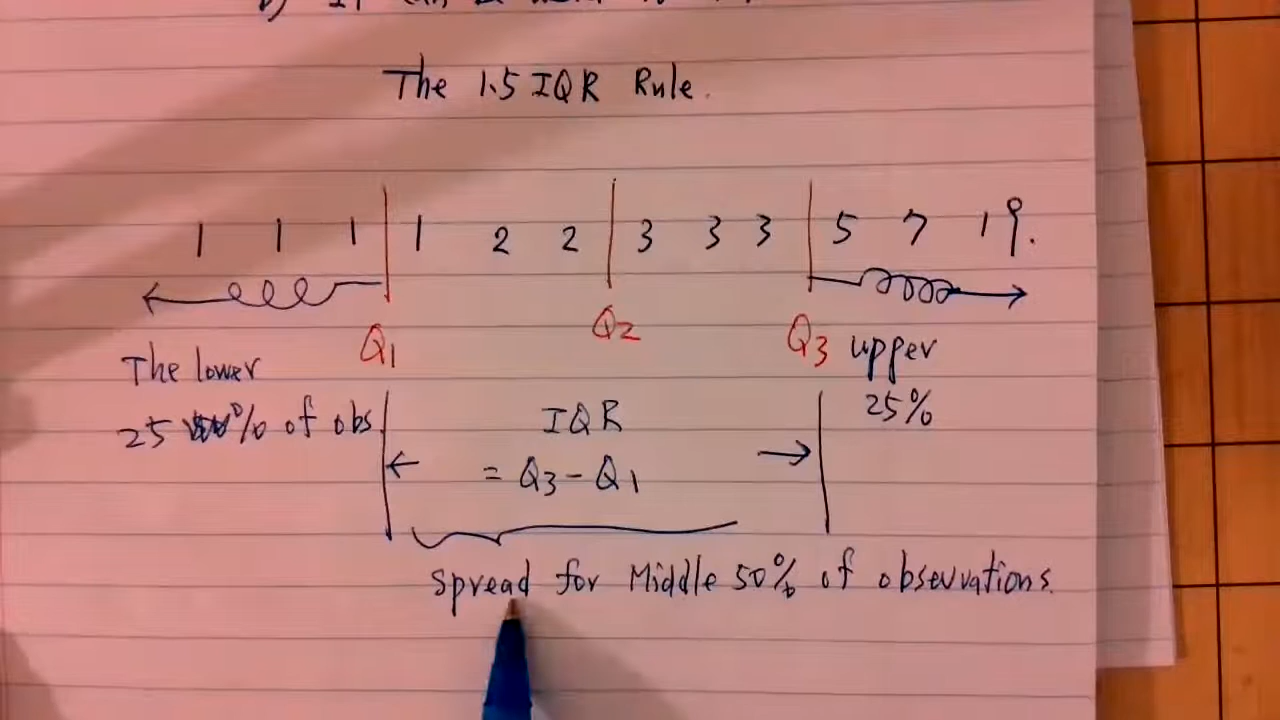 The 1.5 IQR Rule.
1 1 1 1 2 2 3 3 3 5 7 19.
Q1 Q2 Q3
The lower
25 % of obs
upper
25%
IQR
= Q3 - Q1
Spread for Middle 50% of observations.